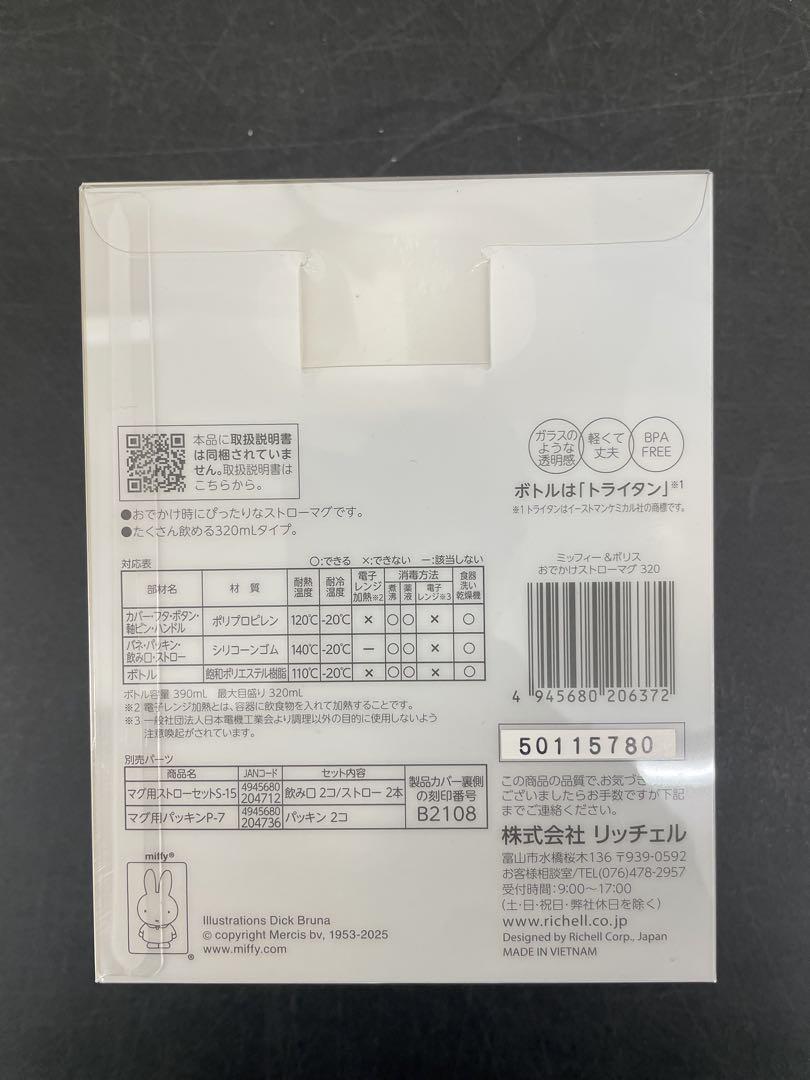 本品に取扱説明書
は同梱されていま
せん。取扱説明書は
こちらから。
●おでかけ時にぴったりなストローマグです。
●たくさん飲める320mLタイプ。
対応表 〇:できる ×:できない ー:該当しない
部材名 材 質 耐熱温度 耐冷温度 電子レンジ加熱※2 消毒方法 煮沸 薬液 電子レンジ※3 食器洗い乾燥機
カバー・フタ・ボタン・軸ピン・ハンドル ポリプロピレン 120℃ -20℃ × 〇 〇 × 〇
バネ・パッキン・飲み口・ストロー シリコーンゴム 140℃ -20℃ ー 〇 〇 × 〇
ボトル 飽和ポリエステル樹脂 110℃ -20℃ × 〇 〇 × 〇
ボトル容量 390mL 最大目盛り 320mL
※2 電子レンジ加熱とは、容器に飲食物を入れて加熱することです。
※3 一般社団法人日本電機工業会より調理以外の目的に使用しないよう
注意喚起がされています。
別売パーツ
商品名 JANコード セット内容 製品カバー裏側の刻印番号
マグ用ストローセットS-15 4945680 204712 飲み口 2コ/ストロー 2本 B2108
マグ用パッキンP-7 4945680 204736 パッキン 2コ
miffy®
®
Illustrations Dick Bruna
© copyright Mercis bv, 1953-2025
www.miffy.com
ガラスの
ような
透明感
軽くて
丈夫
BPA
FREE
ボトルは「トライタン」※1
※1 トライタンはイーストマンケミカル社の商標です。
ミッフィー &ボリス
おでかけストローマグ 320
4 945680 206372
50115780
この商品の品質で、お気づき
ございましたらお手数ですが下記
までご連絡ください。
株式会社 リッチェル
富山市水橋桜木136 〒939-0592
お客様相談室/TEL(076)478-2957
受付時間:9:00〜17:00
(土・日・祝日・弊社休日を除く)
www.richell.co.jp
Designed by Richell Corp., Japan
MADE IN VIETNAM